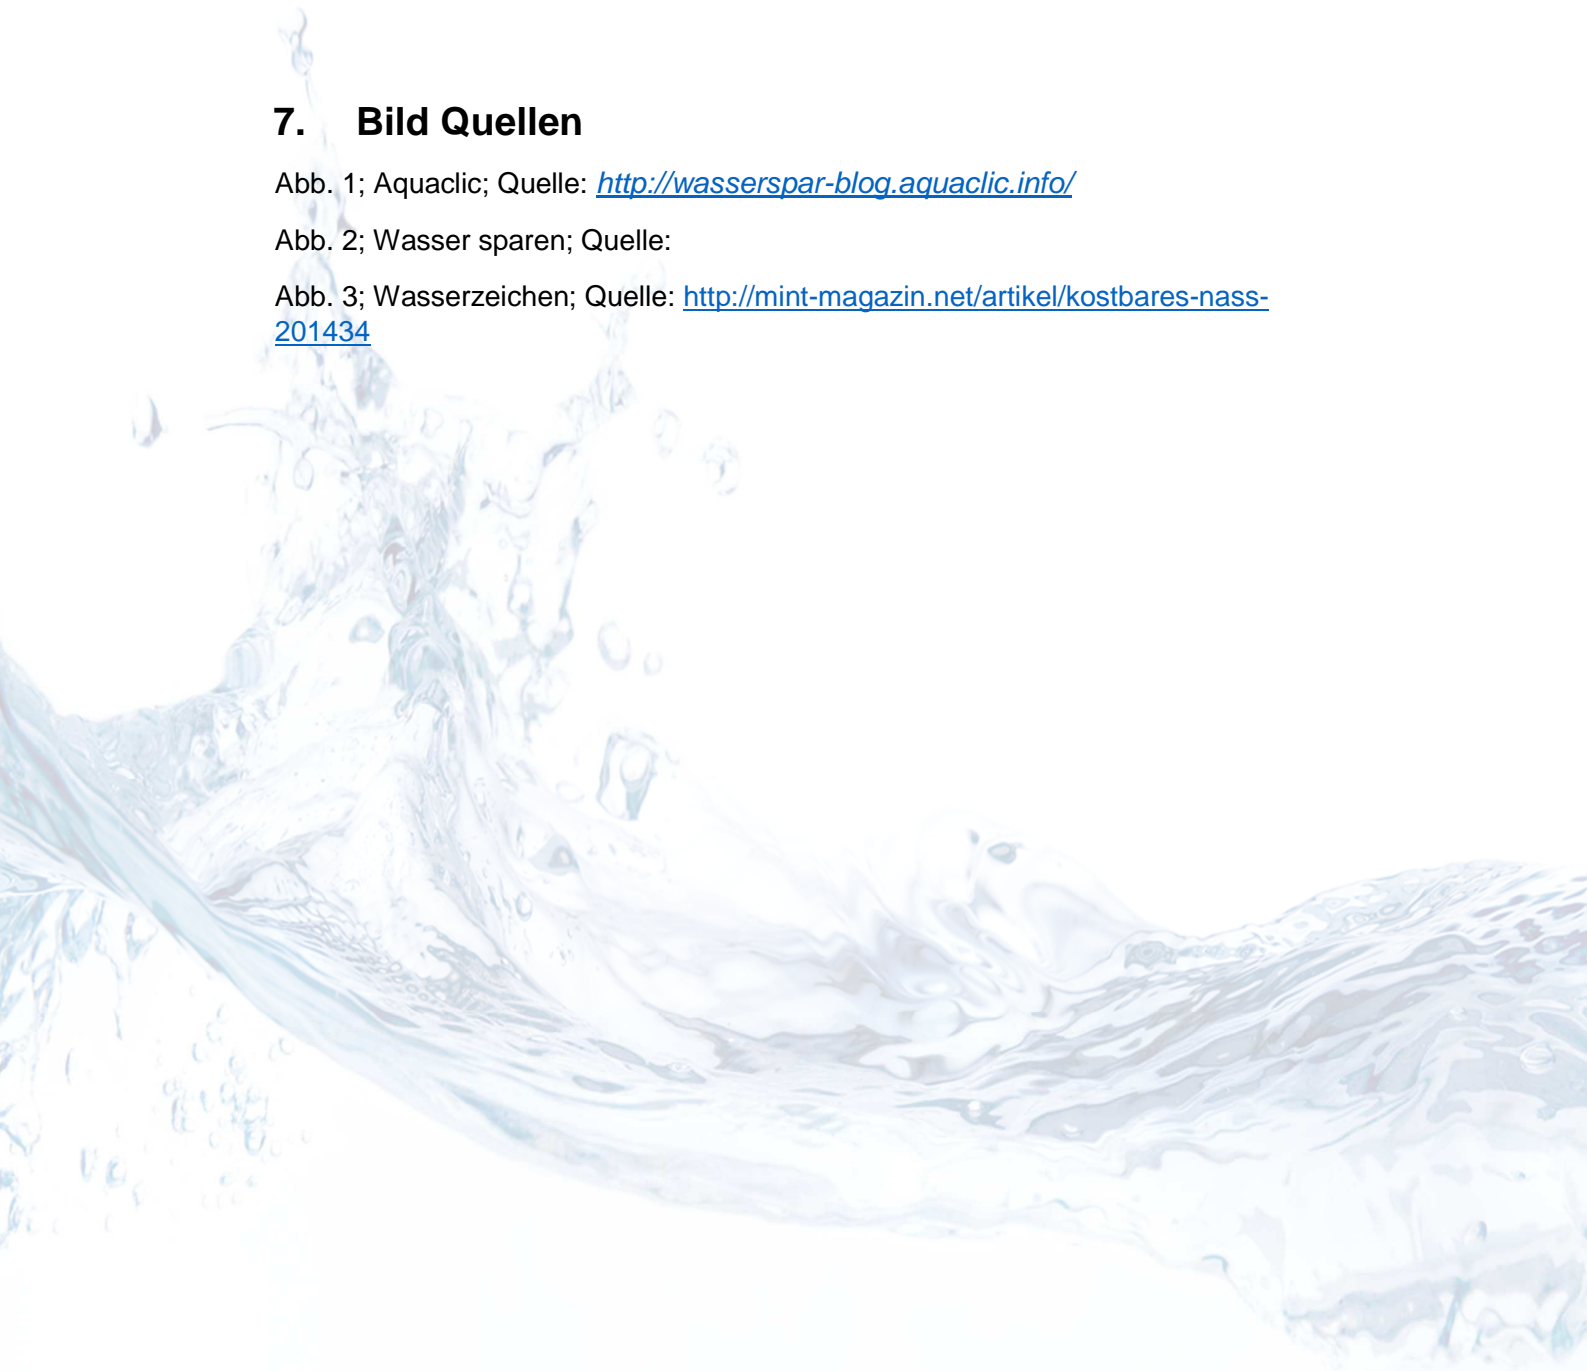 7. Bild Quellen
Abb. 1; Aquaclic; Quelle: http://wasserspar-blog.aquaclic.info/
Abb. 2; Wasser sparen; Quelle:
Abb. 3; Wasserzeichen; Quelle: http://mint-magazin.net/artikel/kostbares-nass-
201434